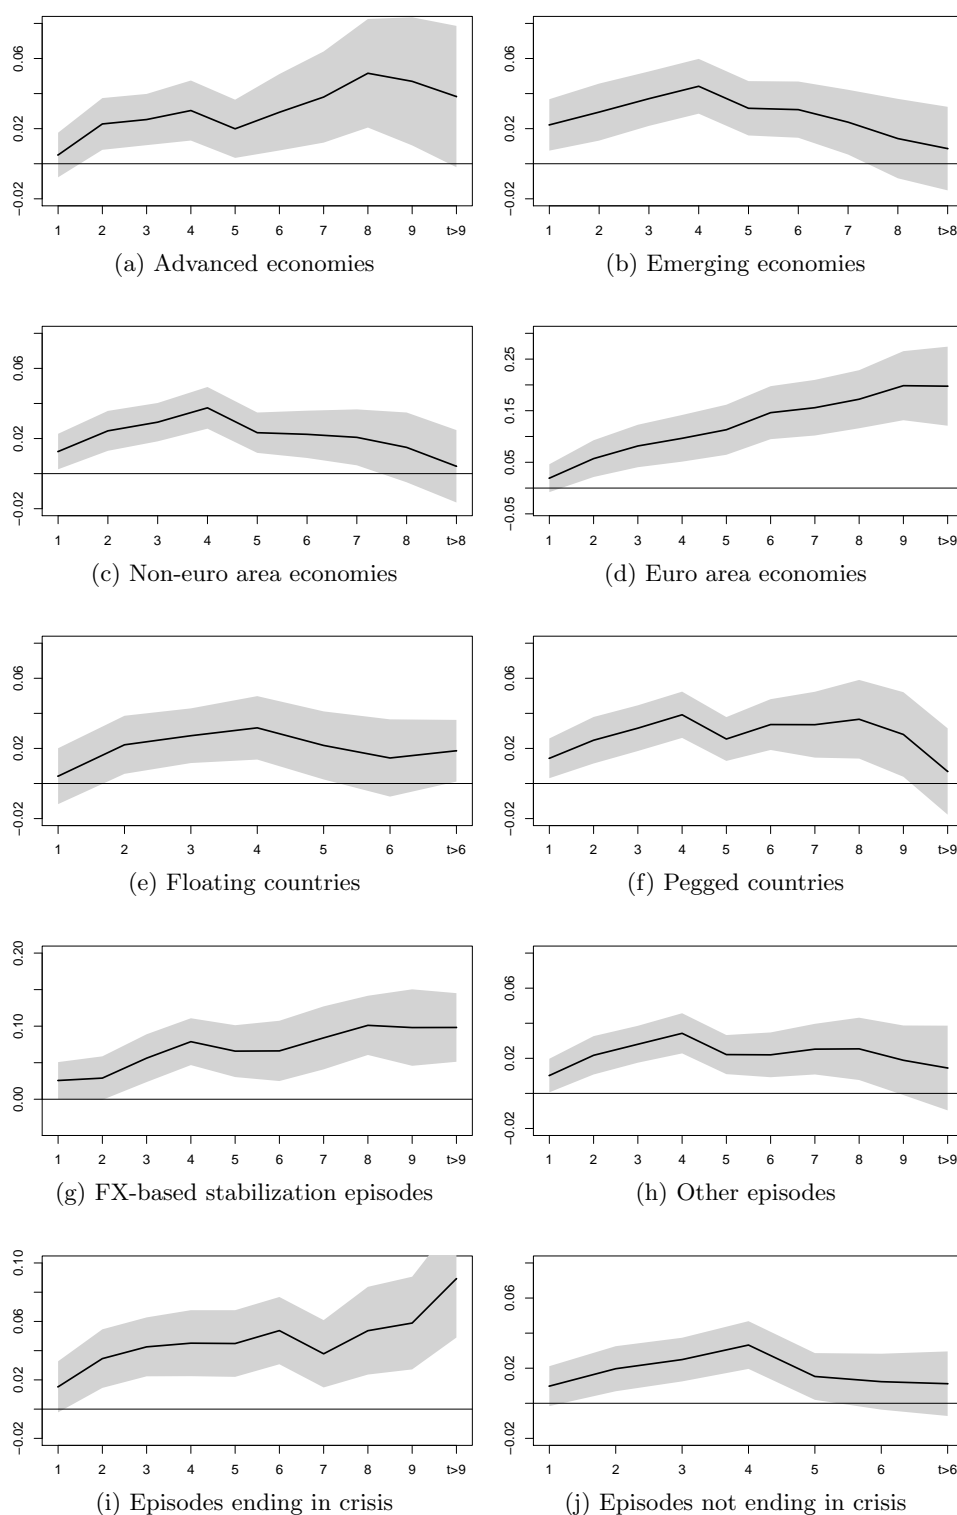 0.06
0.02
−0.02
1 2 3 4 5 6 7 8 9 t>9
(a) Advanced economies
0.06
0.02
−0.02
1 2 3 4 5 6 7 8 t>8
(b) Emerging economies
0.06
0.02
−0.02
1 2 3 4 5 6 7 8 t>8
(c) Non-euro area economies
0.25
0.15
0.05
−0.05
1 2 3 4 5 6 7 8 9 t>9
(d) Euro area economies
0.06
0.02
−0.02
1 2 3 4 5 6 t>6
(e) Floating countries
0.06
0.02
−0.02
1 2 3 4 5 6 7 8 9 t>9
(f) Pegged countries
0.20
0.10
0.00
1 2 3 4 5 6 7 8 9 t>9
(g) FX-based stabilization episodes
0.06
0.02
−0.02
1 2 3 4 5 6 7 8 9 t>9
(h) Other episodes
0.10
0.06
0.02
−0.02
1 2 3 4 5 6 7 8 9 t>9
(i) Episodes ending in crisis
0.06
0.02
−0.02
1 2 3 4 5 6 t>6
(j) Episodes not ending in crisis